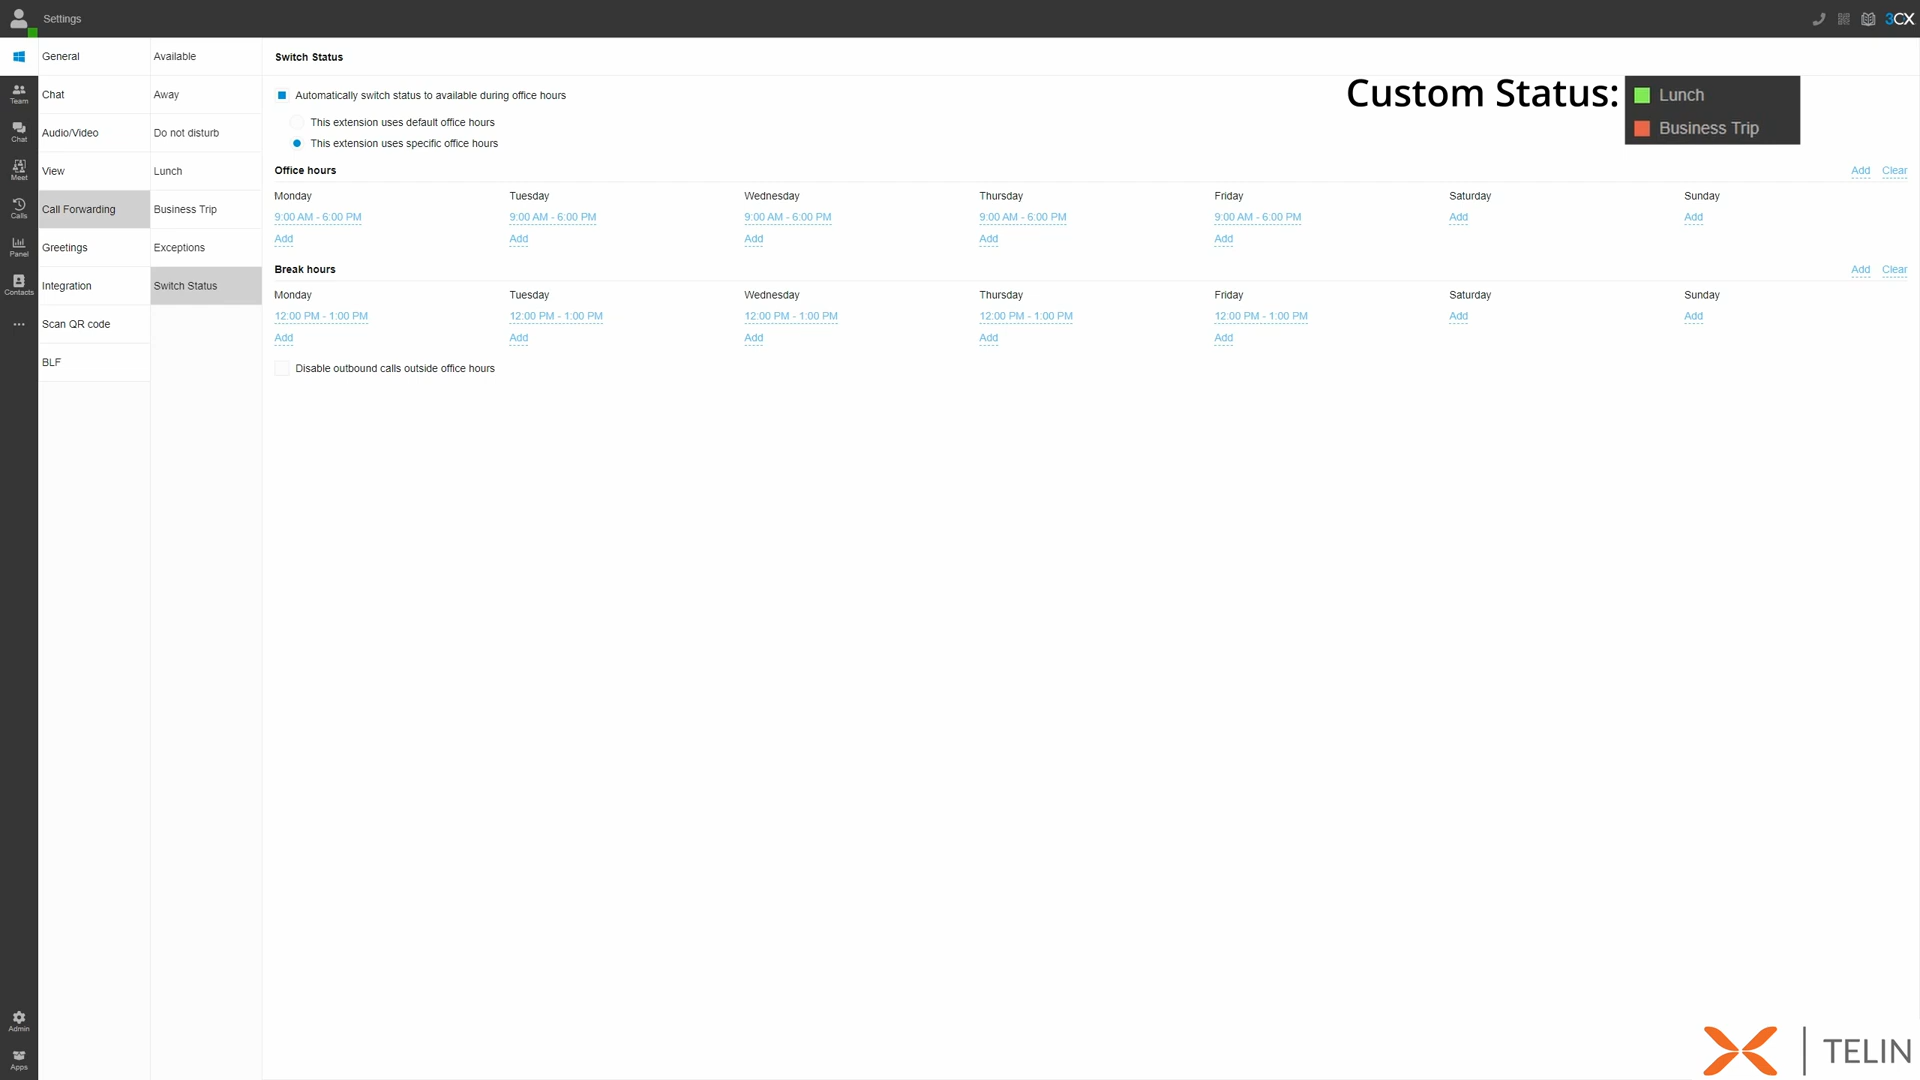 Settings
3CX
General
Chat
Audio/Video
View
Call Forwarding
Greetings
Integration
Scan QR code
BLF
Available
Away
Do not disturb
Lunch
Business Trip
Exceptions
Switch Status
Team
Chat
Meet
Calls
Panel
Contacts
Admin
Apps
Switch Status
Automatically switch status to available during office hours
This extension uses default office hours
This extension uses specific office hours
Custom Status:
Lunch
Business Trip
Office hours Add Clear
Monday Tuesday Wednesday Thursday Friday Saturday Sunday
9:00 AM - 6:00 PM 9:00 AM - 6:00 PM 9:00 AM - 6:00 PM 9:00 AM - 6:00 PM 9:00 AM - 6:00 PM Add Add
Add Add Add Add Add
Break hours Add Clear
Monday Tuesday Wednesday Thursday Friday Saturday Sunday
12:00 PM - 1:00 PM 12:00 PM - 1:00 PM 12:00 PM - 1:00 PM 12:00 PM - 1:00 PM 12:00 PM - 1:00 PM Add Add
Add Add Add Add Add
Disable outbound calls outside office hours
TELIN